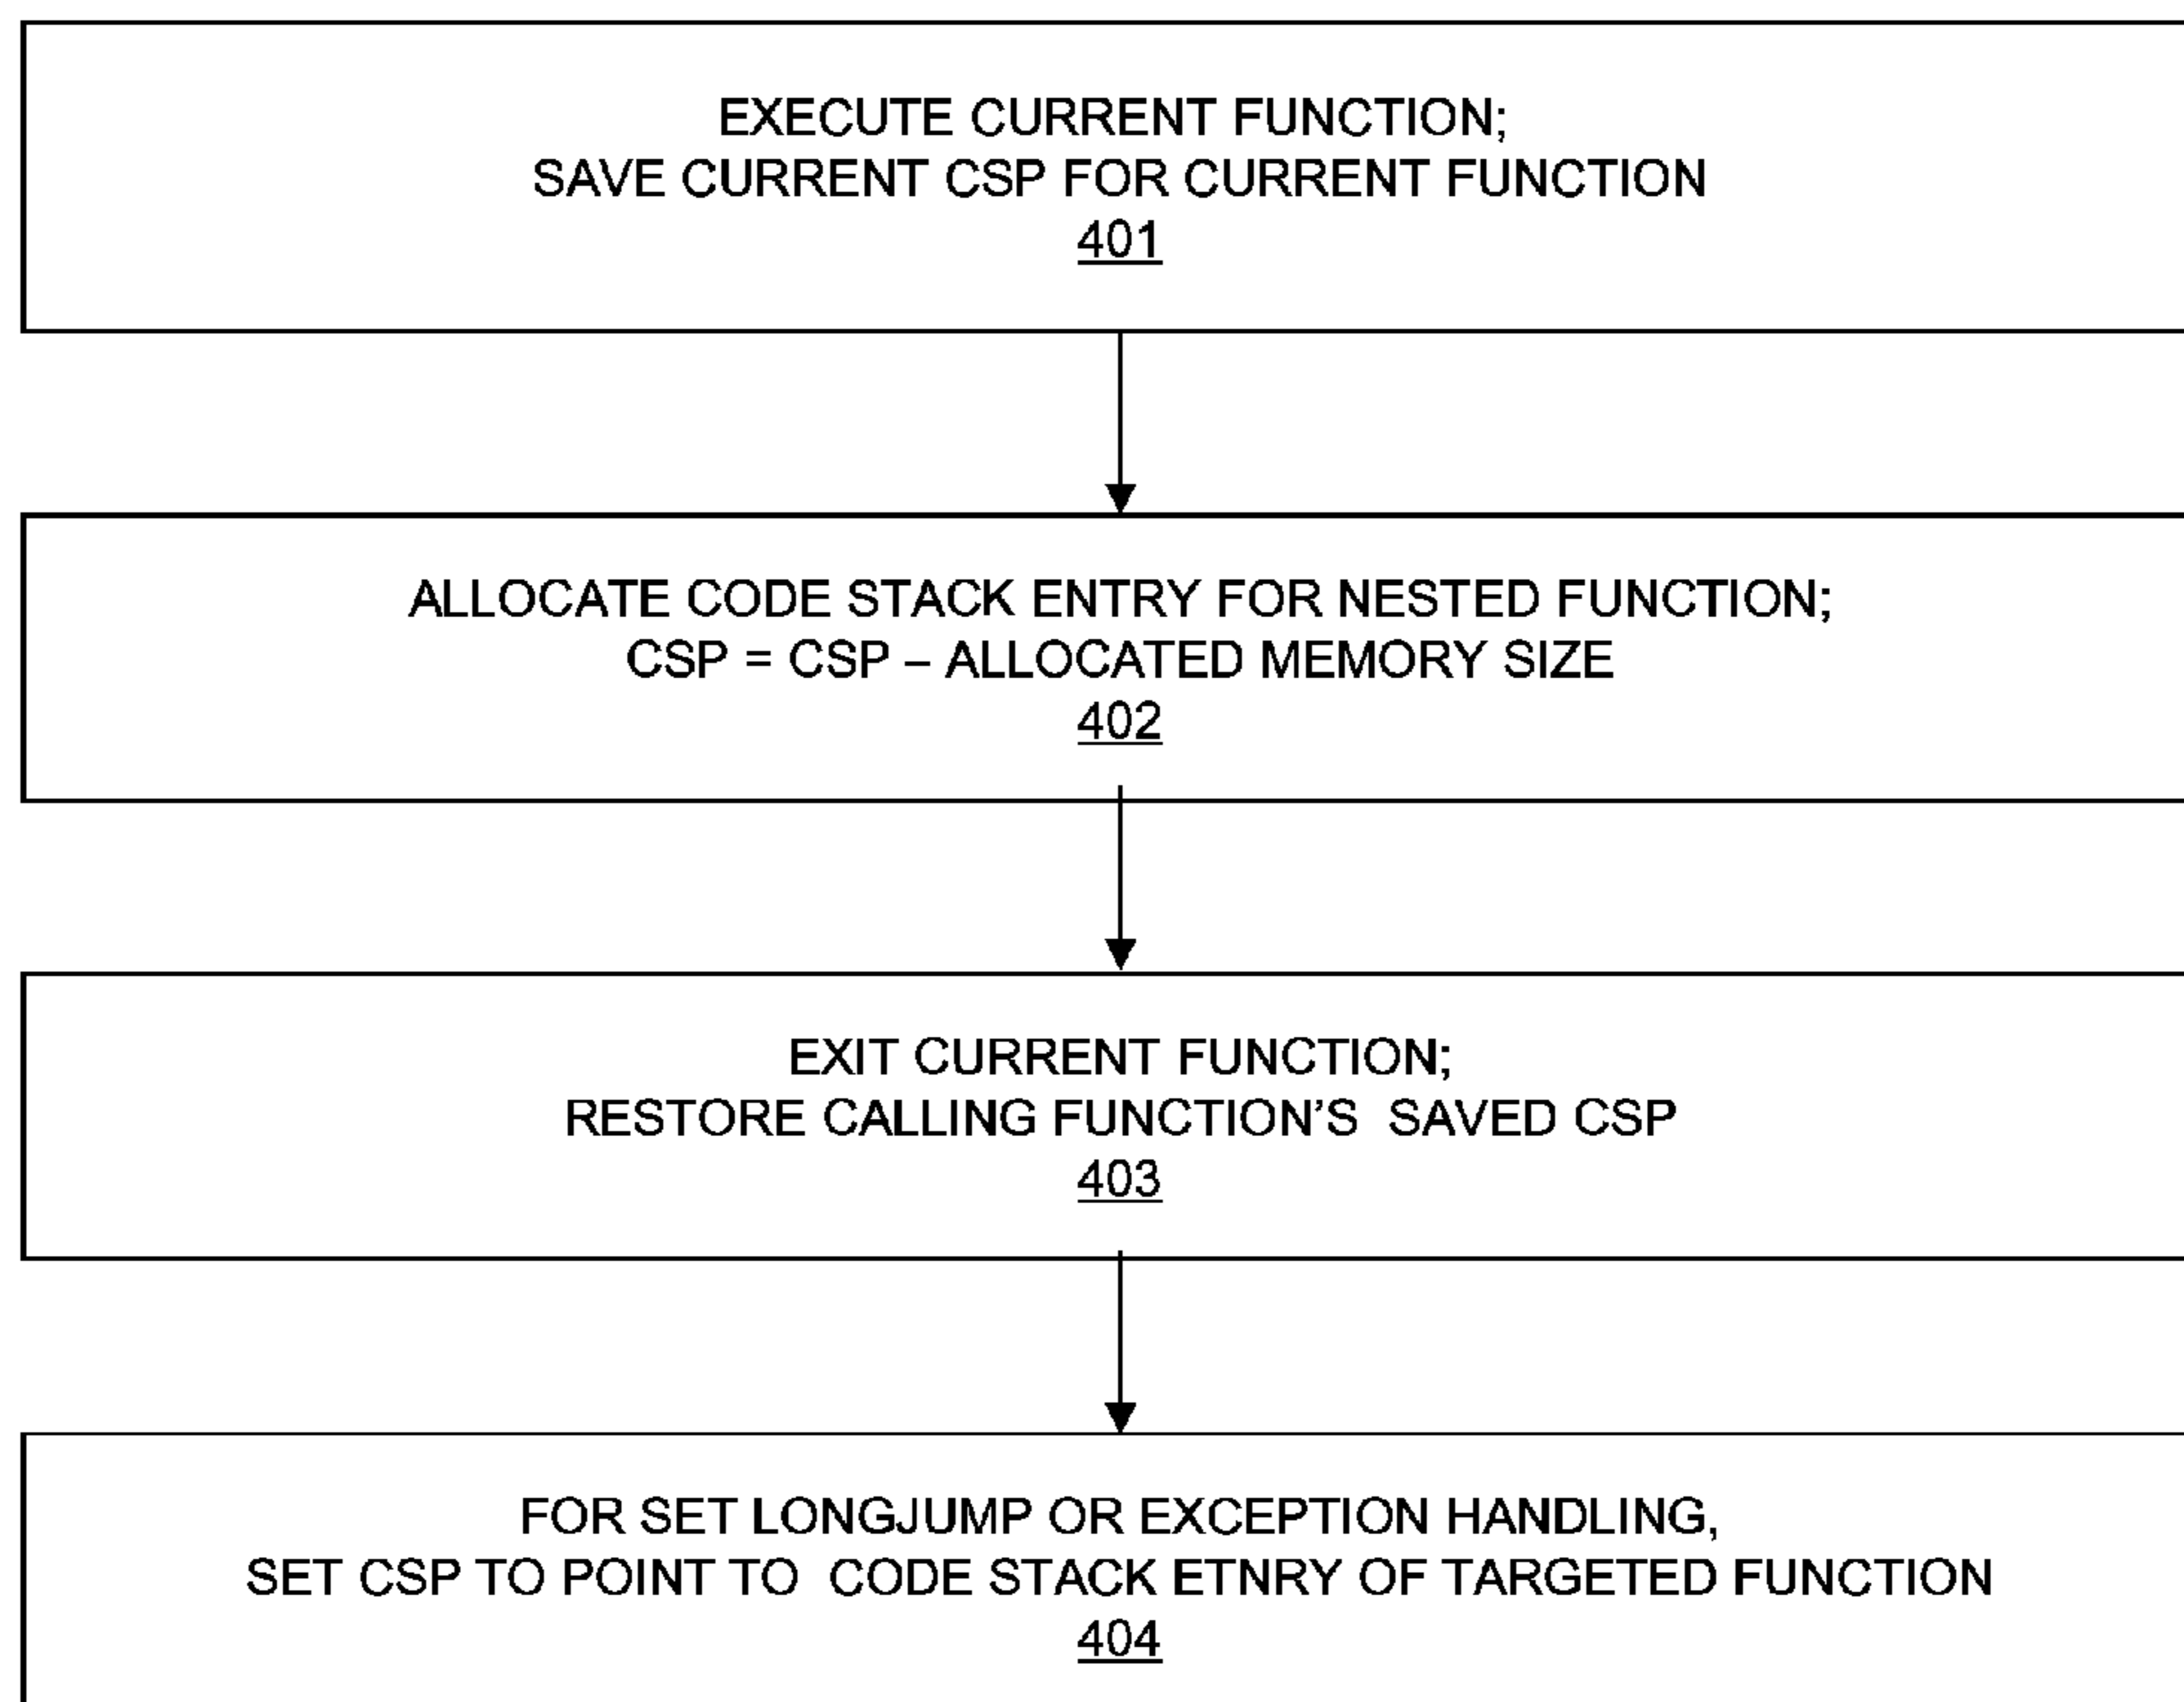 EXECUTE CURRENT FUNCTION;
SAVE CURRENT CSP FOR CURRENT FUNCTION
401
ALLOCATE CODE STACK ENTRY FOR NESTED FUNCTION;
CSP = CSP – ALLOCATED MEMORY SIZE
402
EXIT CURRENT FUNCTION;
RESTORE CALLING FUNCTION’S  SAVED CSP
403
FOR SET LONGJUMP OR EXCEPTION HANDLING,
SET CSP TO POINT TO  CODE STACK ETNRY OF TARGETED FUNCTION
404